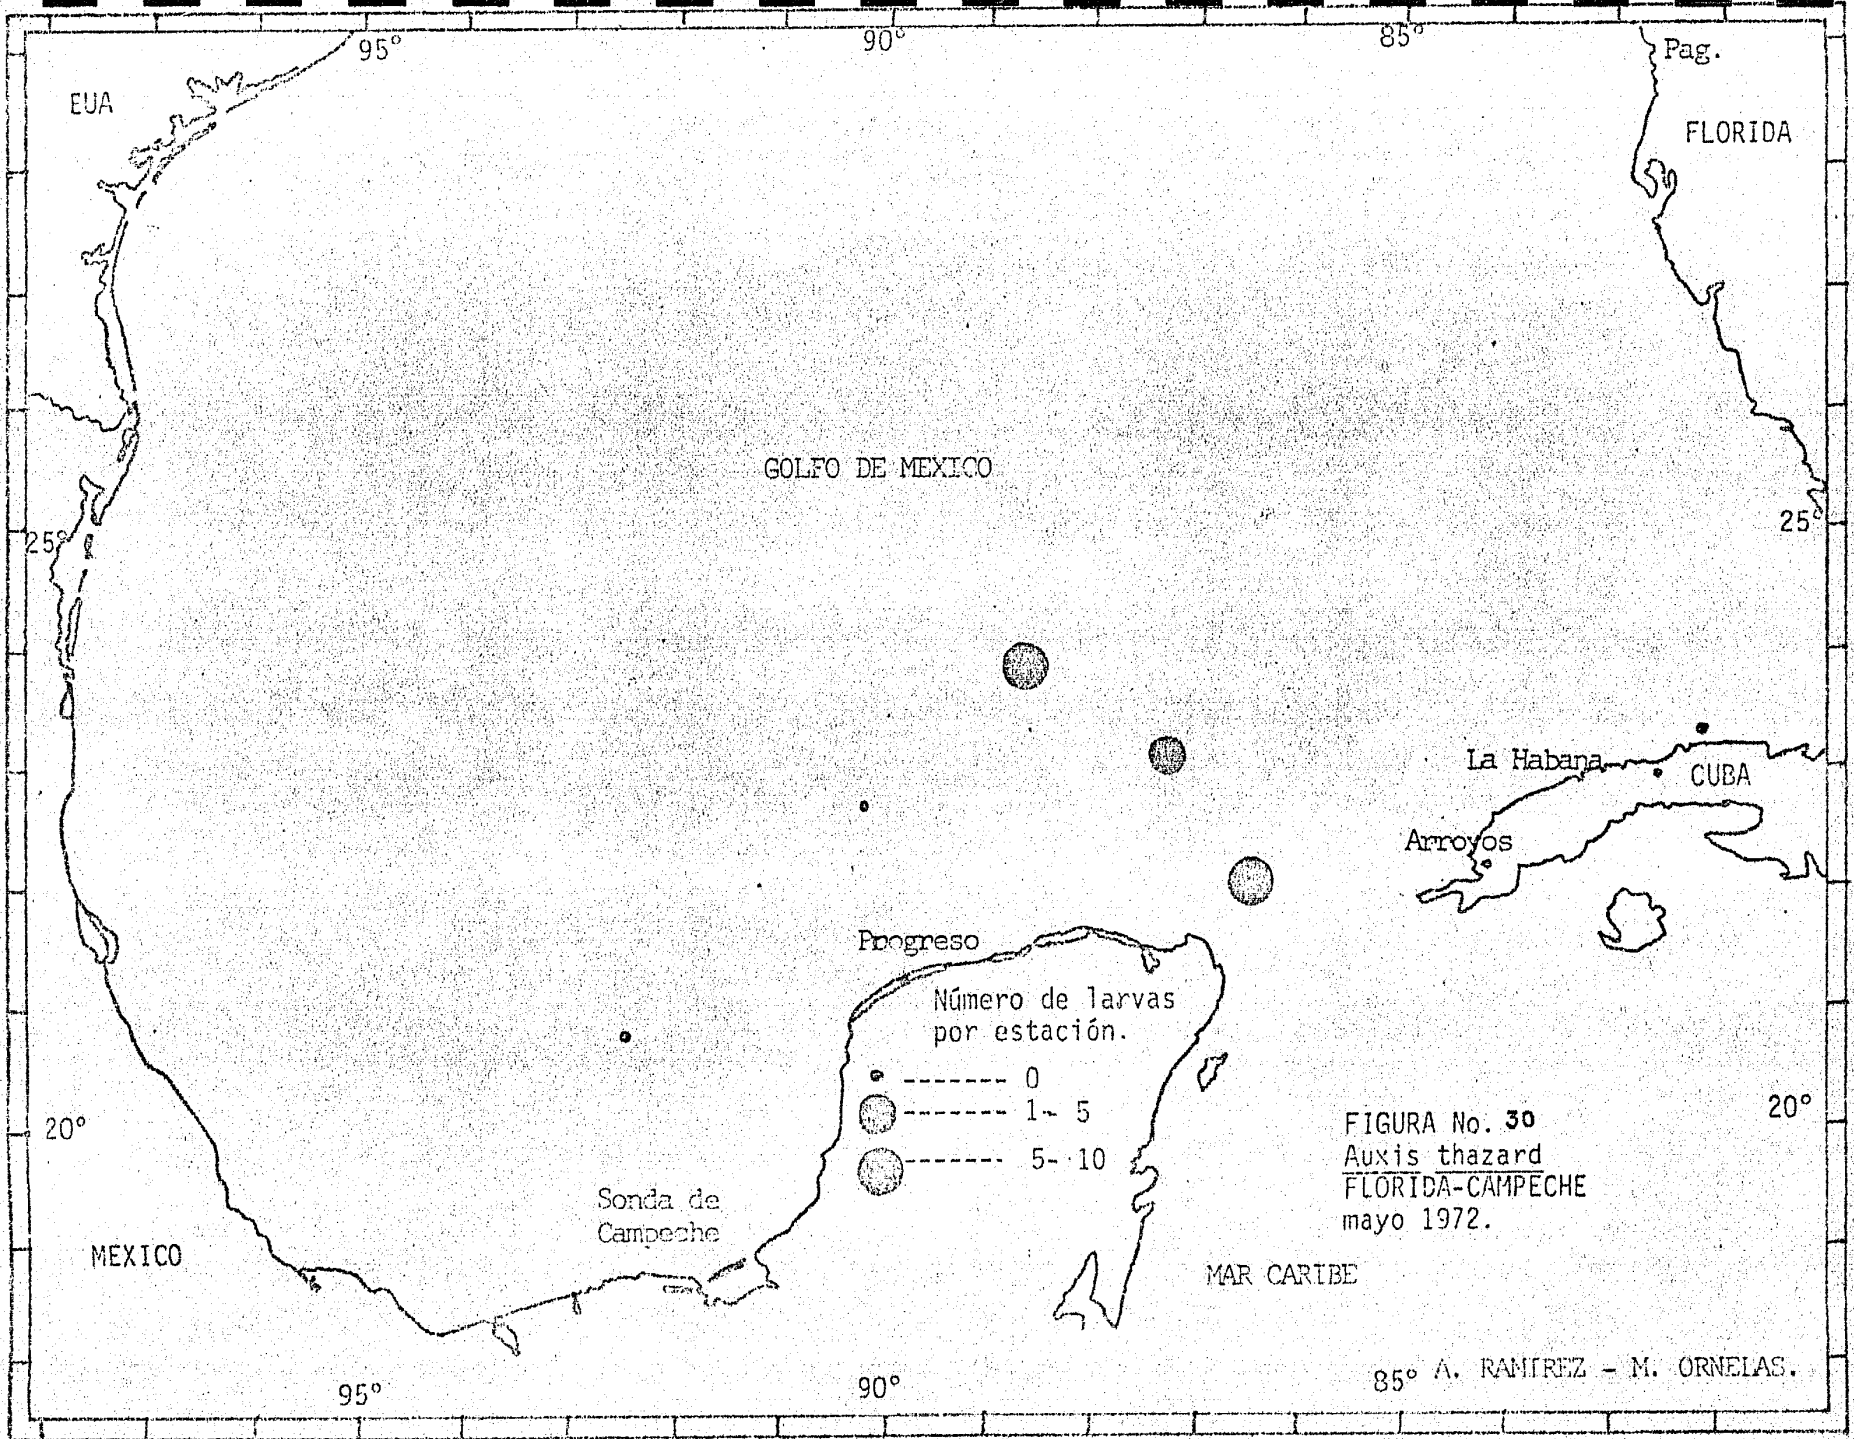 95° 90° 85°
Pag.
EUA
FLORIDA
GOLFO DE MEXICO
25° 25°
La Habana
CUBA
Arroyos
Progreso
Número de larvas
por estación.
0
1- 5
5- 10
20° 20°
FIGURA No. 30
Auxis thazard
FLORIDA-CAMPECHE
mayo 1972.
Sonda de
Campeche
MEXICO
MAR CARIBE
95° 90° 85°
A. RAMIREZ - M. ORNELAS.